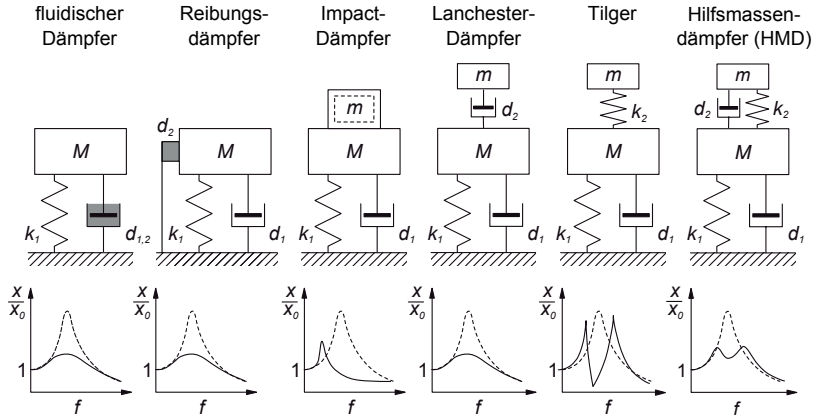 fluidischer
Dämpfer
Reibungs-
dämpfer
Impact-
Dämpfer
Lanchester-
Dämpfer
Tilger
Hilfsmassen-
dämpfer (HMD)
M
k1
d1,2
d2
M
k1
d1
m
M
k1
d1
m
d2
M
k1
d1
m
k2
M
k1
d1
m
d2
k2
M
k1
d1
x/x0
1
f
x/x0
1
f
x/x0
1
f
x/x0
1
f
x/x0
1
f
x/x0
1
f